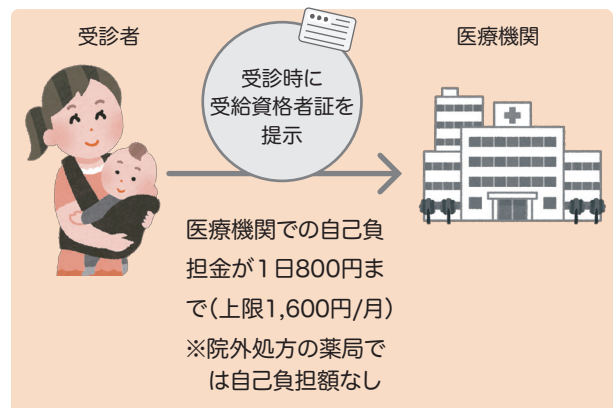 受診者
受診時に
受給資格者証を
提示
医療機関
医療機関での自己負
担金が1日800円ま
で(上限1,600円/月)
※院外処方の薬局で
は自己負担額なし